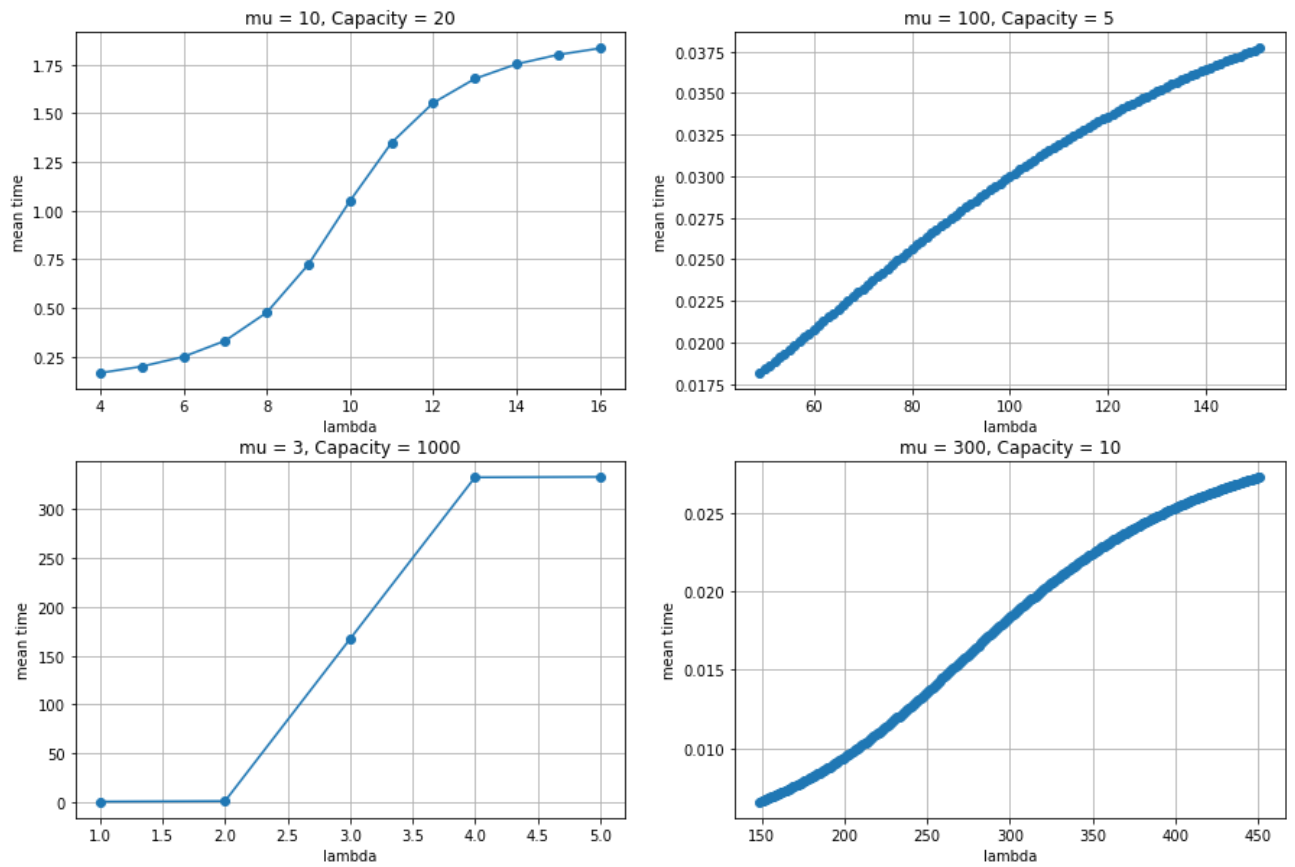 mu = 10, Capacity = 20
mean time
1.75
1.50
1.25
1.00
0.75
0.50
0.25
4 6 8 10 12 14 16
lambda
mu = 100, Capacity = 5
mean time
0.0375
0.0350
0.0325
0.0300
0.0275
0.0250
0.0225
0.0200
0.0175
60 80 100 120 140
lambda
mu = 3, Capacity = 1000
mean time
300
250
200
150
100
50
0
1.0 1.5 2.0 2.5 3.0 3.5 4.0 4.5 5.0
lambda
mu = 300, Capacity = 10
mean time
0.025
0.020
0.015
0.010
150 200 250 300 350 400 450
lambda